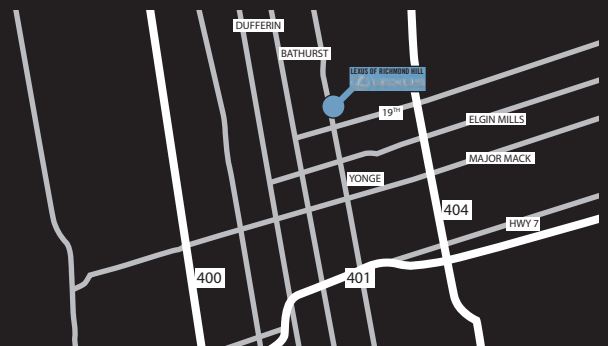 DUFFERIN
BATHURST
LEXUS OF RICHMOND HILL
19TH
ELGIN MILLS
MAJOR MACK
YONGE
404
HWY 7
400
401